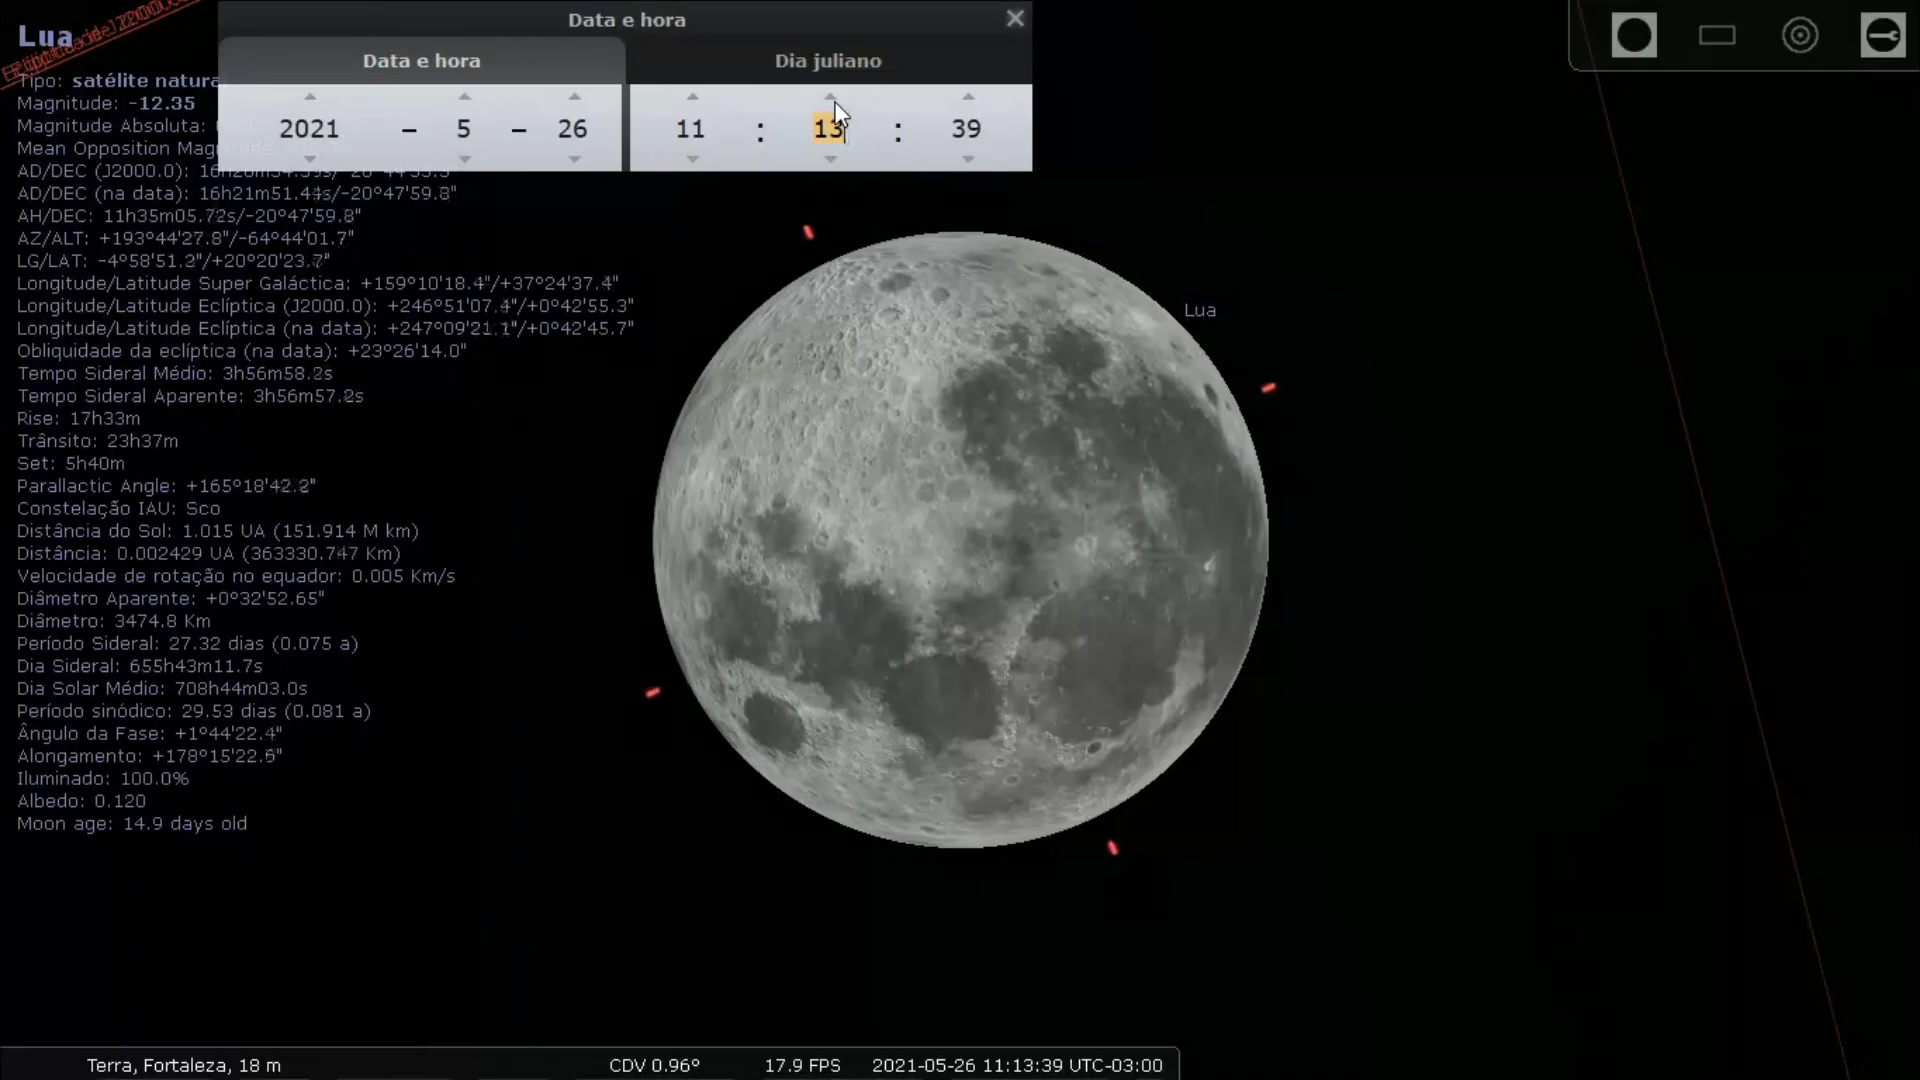 Data e hora
Lua
Data e hora
Dia juliano
Tipo: satélite natura
2021 – 5 – 26 11 : 13 : 39
Magnitude: -12.35
Magnitude Absoluta:
Mean Opposition Mag
AD/DEC (J2000.0):
AD/DEC (na data): 16h21m51.44s/-20°47'59.8"
AH/DEC: 11h35m05.72s/-20°47'59.8"
AZ/ALT: +193°44'27.8"/-64°44'01.7"
LG/LAT: -4°58'51.2"/+20°20'23.7"
Longitude/Latitude Super Galáctica: +159°10'18.4"/+37°24'37.4"
Lua
Longitude/Latitude Eclíptica (J2000.0): +246°51'07.4"/+0°42'55.3"
Longitude/Latitude Eclíptica (na data): +247°09'21.1"/+0°42'45.7"
Obliquidade da eclíptica (na data): +23°26'14.0"
Tempo Sideral Médio: 3h56m58.2s
Tempo Sideral Aparente: 3h56m57.2s
Rise: 17h33m
Trânsito: 23h37m
Set: 5h40m
Parallactic Angle: +165°18'42.2"
Constelação IAU: Sco
Distância do Sol: 1.015 UA (151.914 M km)
Distância: 0.002429 UA (363330.747 Km)
Velocidade de rotação no equador: 0.005 Km/s
Diâmetro Aparente: +0°32'52.65"
Diâmetro: 3474.8 Km
Período Sideral: 27.32 dias (0.075 a)
Dia Sideral: 655h43m11.7s
Dia Solar Médio: 708h44m03.0s
Período sinódico: 29.53 dias (0.081 a)
Ângulo da Fase: +1°44'22.4"
Alongamento: +178°15'22.6"
Iluminado: 100.0%
Albedo: 0.120
Moon age: 14.9 days old
Terra, Fortaleza, 18 m
CDV 0.96°
17.9 FPS
2021-05-26 11:13:39 UTC-03:00